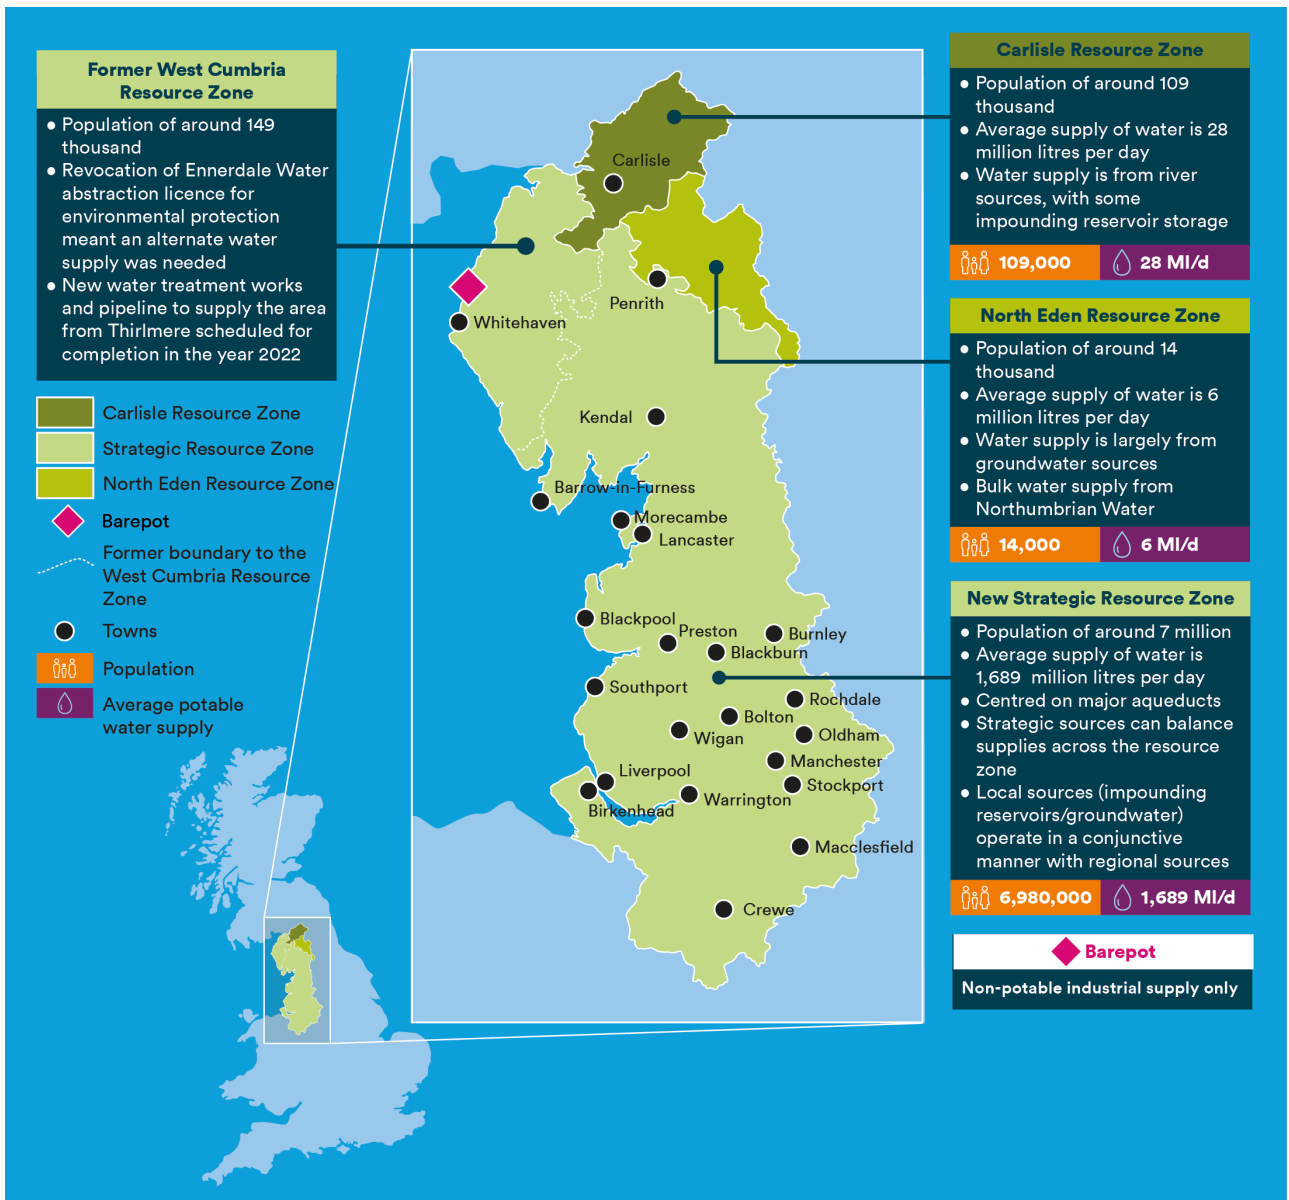 Former West Cumbria
Resource Zone
● Population of around 149
thousand
● Revocation of Ennerdale Water
abstraction licence for
environmental protection
meant an alternate water
supply was needed
● New water treatment works
and pipeline to supply the area
from Thirlmere scheduled for
completion in the year 2022
Carlisle Resource Zone
Strategic Resource Zone
North Eden Resource Zone
Barepot
Former boundary to the
West Cumbria Resource
Zone
Towns
Population
Average potable
water supply
Carlisle
Penrith
Whitehaven
Kendal
Barrow-in-Furness
Morecambe
Lancaster
Blackpool
Preston
Burnley
Blackburn
Southport
Rochdale
Bolton
Wigan
Oldham
Manchester
Liverpool
Stockport
Birkenhead
Warrington
Macclesfield
Crewe
Carlisle Resource Zone
● Population of around 109
thousand
● Average supply of water is 28
million litres per day
● Water supply is from river
sources, with some
impounding reservoir storage
109,000
28 Ml/d
North Eden Resource Zone
● Population of around 14
thousand
● Average supply of water is 6
million litres per day
● Water supply is largely from
groundwater sources
● Bulk water supply from
Northumbrian Water
14,000
6 Ml/d
New Strategic Resource Zone
● Population of around 7 million
● Average supply of water is
1,689 million litres per day
● Centred on major aqueducts
● Strategic sources can balance
supplies across the resource
zone
● Local sources (impounding
reservoirs/groundwater)
operate in a conjunctive
manner with regional sources
6,980,000
1,689 Ml/d
Barepot
Non-potable industrial supply only